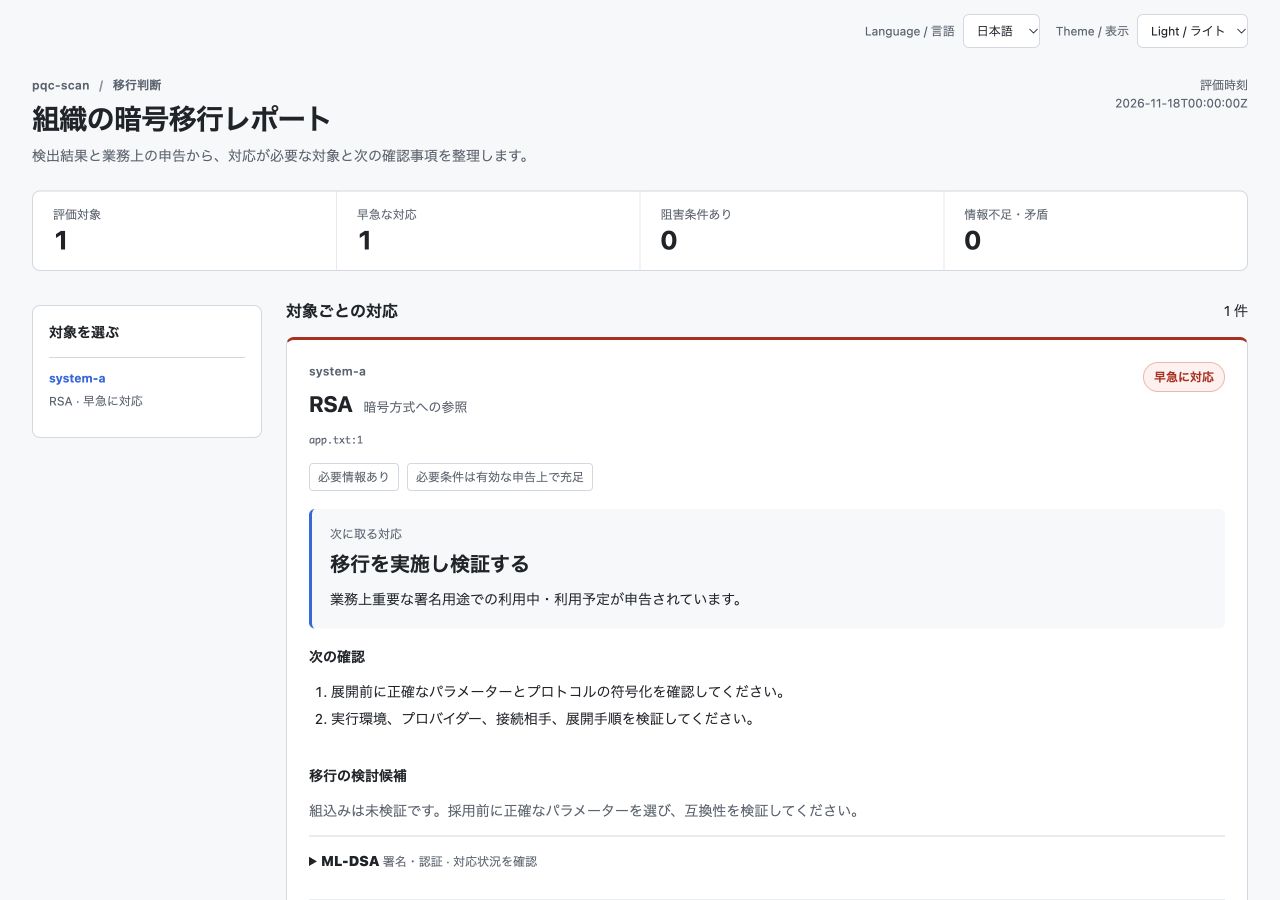 Language / 言語 日本語 Theme / 表示 Light / ライト
pqc-scan / 移行判断
組織の暗号移行レポート
検出結果と業務上の申告から、対応が必要な対象と次の確認事項を整理します。
評価時刻
2026-11-18T00:00:00Z
評価対象
1
早急な対応
1
阻害条件あり
0
情報不足・矛盾
0
対象を選ぶ
system-a
RSA · 早急に対応
対象ごとの対応
1 件
system-a
早急に対応
RSA 暗号方式への参照
app.txt:1
必要情報あり 必要条件は有効な申告上で充足
次に取る対応
移行を実施し検証する
業務上重要な署名用途での利用中・利用予定が申告されています。
次の確認
1. 展開前に正確なパラメーターとプロトコルの符号化を確認してください。
2. 実行環境、プロバイダー、接続相手、展開手順を検証してください。
移行の検討候補
組込みは未検証です。採用前に正確なパラメーターを選び、互換性を検証してください。
ML-DSA 署名・認証 · 対応状況を確認